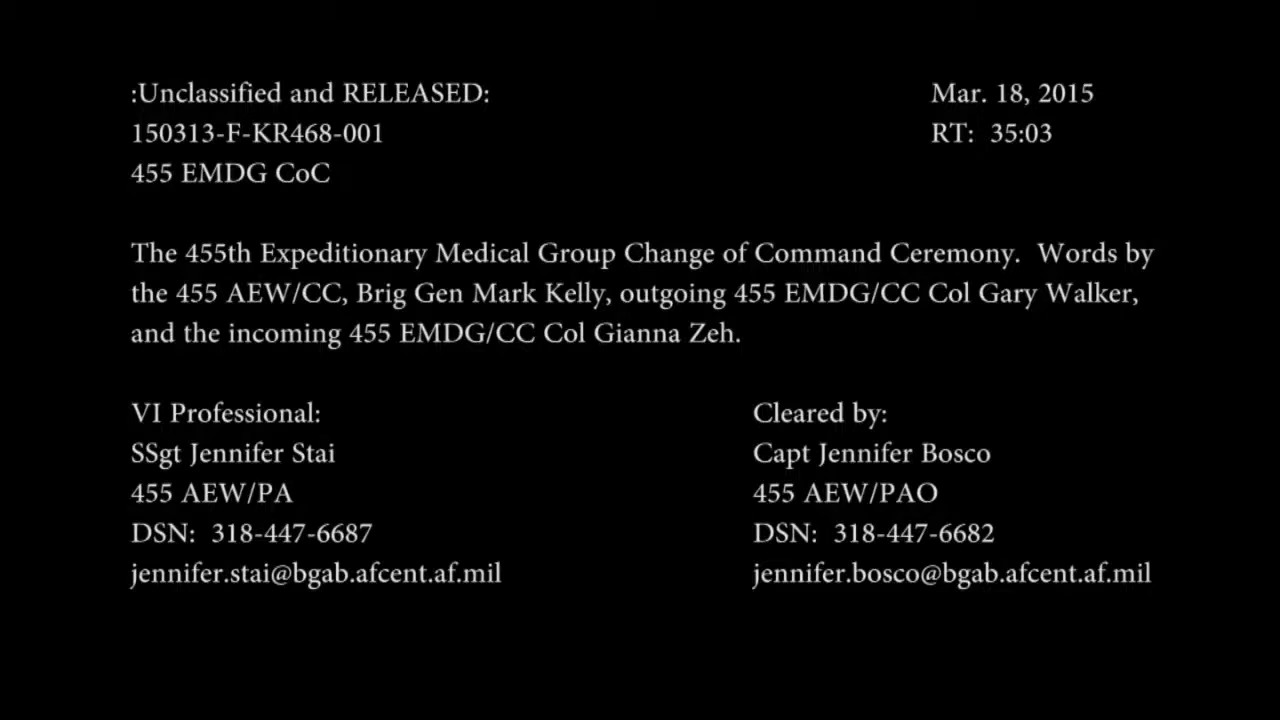 :Unclassified and RELEASED:
Mar. 18, 2015
150313-F-KR468-001
RT: 35:03
455 EMDG CoC
The 455th Expeditionary Medical Group Change of Command Ceremony. Words by
the 455 AEW/CC, Brig Gen Mark Kelly, outgoing 455 EMDG/CC Col Gary Walker,
and the incoming 455 EMDG/CC Col Gianna Zeh.
VI Professional:
SSgt Jennifer Stai
455 AEW/PA
DSN: 318-447-6687
jennifer.stai@bgab.afcent.af.mil
Cleared by:
Capt Jennifer Bosco
455 AEW/PAO
DSN: 318-447-6682
jennifer.bosco@bgab.afcent.af.mil